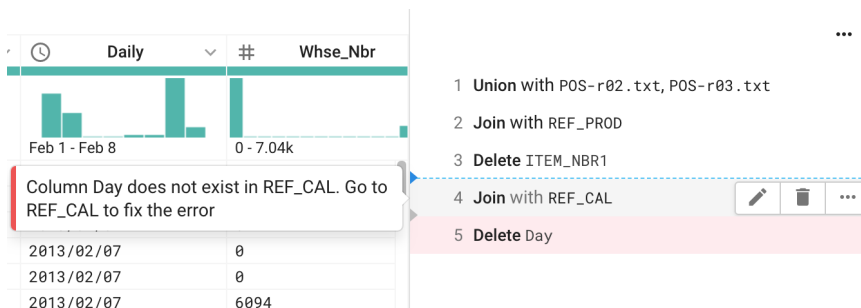 Daily
# Whse_Nbr
Feb 1 - Feb 8
0 - 7.04k
Column Day does not exist in REF_CAL. Go to
REF_CAL to fix the error
2013/02/07 0
2013/02/07 0
2013/02/07 6094
1 Union with POS-r02.txt, POS-r03.txt
2 Join with REF_PROD
3 Delete ITEM_NBR1
4 Join with REF_CAL
5 Delete Day